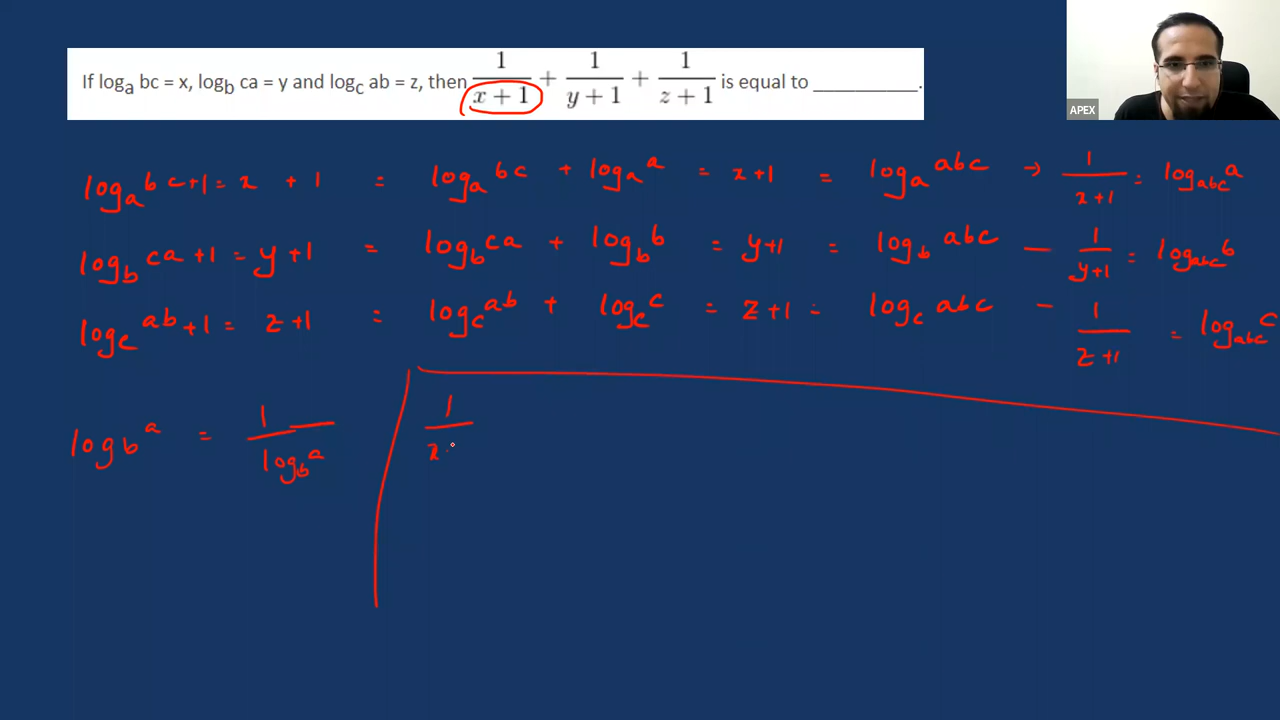 If logₐ bc = x, log_b ca = y and log_c ab = z, then 1/(x + 1) + 1/(y + 1) + 1/(z + 1) is equal to __________.
APEX
logₐ bc + 1 = x + 1 = logₐ bc + logₐ a = x + 1 = logₐ abc → 1/(x+1) = log_abc a
log_b ca + 1 = y + 1 = log_b ca + log_b b = y + 1 = log_b abc — 1/(y+1) = log_abc b
log_c ab + 1 = z + 1 = log_c ab + log_c c = z + 1 = log_c abc — 1/(z+1) = log_abc c
log_b a = 1/(log_b a)
1/x